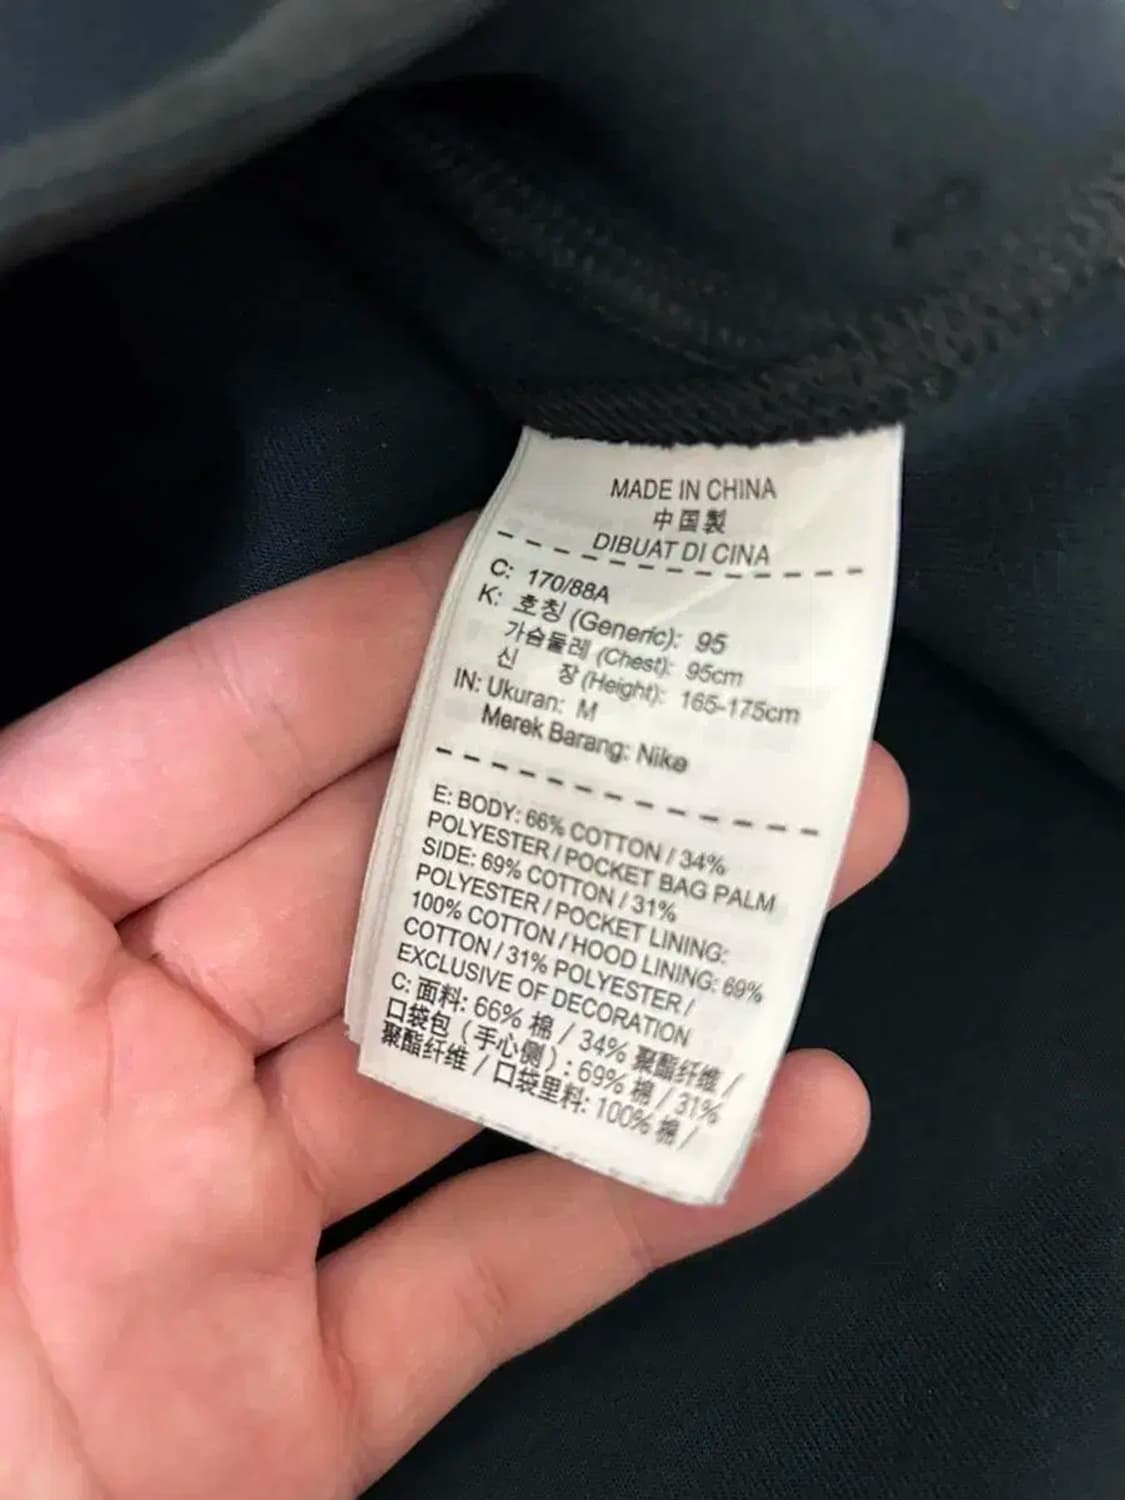 MADE IN CHINA
中国製
DIBUAT DI CINA
C: 170/88A
K: 호칭 (Generic): 95
가슴둘레 (Chest): 95cm
신 장 (Height): 165-175cm
IN: Ukuran: M
Merek Barang: Nike
E: BODY: 66% COTTON / 34%
POLYESTER / POCKET BAG PALM
SIDE: 69% COTTON / 31%
POLYESTER / POCKET LINING:
100% COTTON / HOOD LINING: 69%
COTTON / 31% POLYESTER /
EXCLUSIVE OF DECORATION
C: 面料: 66% 棉 / 34% 聚酯纤维 /
口袋包 (手心侧) : 69% 棉 / 31%
聚酯纤维 / 口袋里料: 100% 棉 /